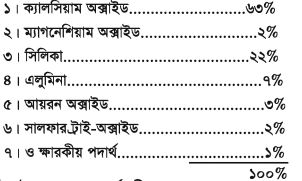 ১। ক্যালসিয়াম অক্সাইড..............................৬৩%
২। ম্যাগনেশিয়াম অক্সাইড..............................২%
৩। সিলিকা..............................................২২%
৪। এলুমিনা..............................................৭%
৫। আয়রন অক্সাইড......................................৩%
৬। সালফার ট্রাই-অক্সাইড..............................২%
৭। ও ক্ষারকীয় পদার্থ...................................১%
১০০%